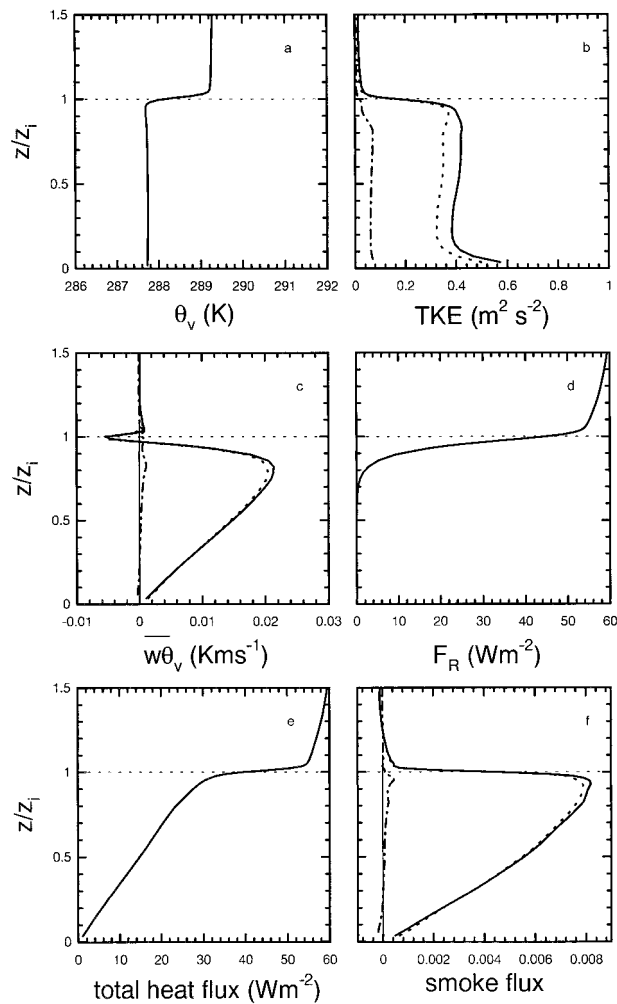 1.5
a
1
z/z_i
0.5
0
286 287 288 289 290 291 292
θ_v (K)
b
0 0.2 0.4 0.6 0.8 1
TKE (m² s⁻²)
1.5
c
1
z/z_i
0.5
0
-0.01 0 0.01 0.02 0.03
wθ_v (Kms⁻¹)
d
0 10 20 30 40 50 60
F_R (Wm⁻²)
1.5
e
1
z/z_i
0.5
0
0 10 20 30 40 50 60
total heat flux (Wm⁻²)
f
0 0.002 0.004 0.006 0.008
smoke flux